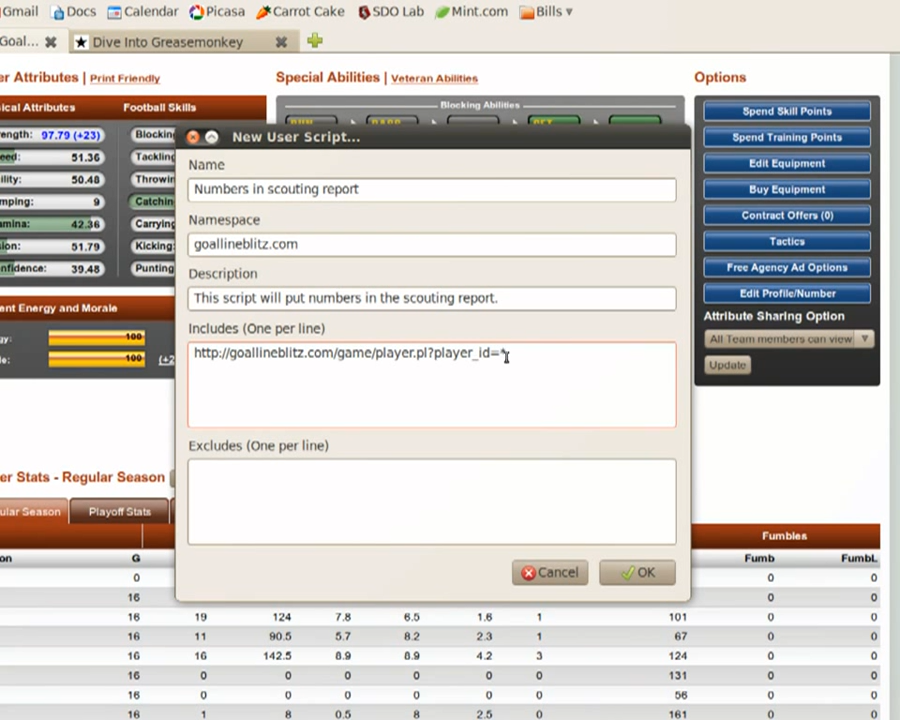 Gmail Docs Calendar Picasa Carrot Cake SDO Lab Mint.com Bills
Goal... Dive Into Greasemonkey
er Attributes | Print Friendly
Special Abilities | Veteran Abilities
Options
ical Attributes Football Skills
Blocking Abilities
ength: 97.79 (+23) Blocking
eed: 51.36 Tackling
ility: 50.48 Throwin
mping: 9 Catchin
amina: 42.36 Carrying
ion: 51.79 Kicking:
nfidence: 39.48 Punting
Spend Skill Points
Spend Training Points
Edit Equipment
Buy Equipment
Contract Offers (0)
Tactics
Free Agency Ad Options
Edit Profile/Number
Attribute Sharing Option
All Team members can view
Update
ent Energy and Morale
gy: 100
le: 100 (+2
New User Script...
Name
Numbers in scouting report
Namespace
goallineblitz.com
Description
This script will put numbers in the scouting report.
Includes (One per line)
http://goallineblitz.com/game/player.pl?player_id=*
Excludes (One per line)
Cancel OK
er Stats - Regular Season
ular Season Playoff Stats
Fumbles
on G Fumb FumbL
0 0 0
16 0 0
16 19 124 7.8 6.5 1.6 1 101 0 0
16 11 90.5 5.7 8.2 2.3 1 67 0 0
16 16 142.5 8.9 8.9 4.2 3 124 0 0
16 0 0 0 0 0 0 131 0 0
16 0 0 0 0 0 0 56 0 0
16 1 8 0.5 8 2.5 0 161 0 0